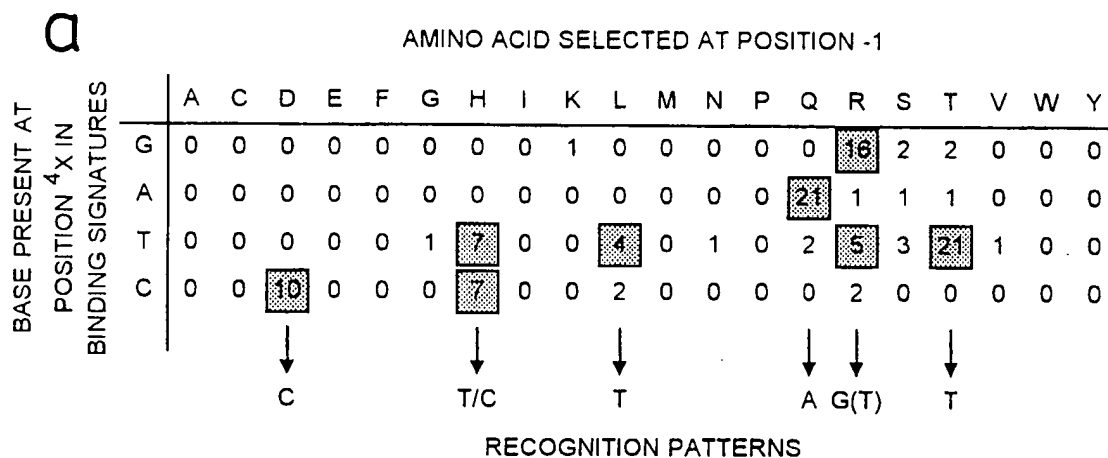 a
AMINO ACID SELECTED AT POSITION -1
BASE PRESENT AT
POSITION ⁴X IN
BINDING SIGNATURES
A C D E F G H I K L M N P Q R S T V W Y
G 0 0 0 0 0 0 0 0 1 0 0 0 0 0 16 2 2 0 0 0
A 0 0 0 0 0 0 0 0 0 0 0 0 0 21 1 1 1 0 0 0
T 0 0 0 0 0 1 7 0 0 4 0 1 0 2 5 3 21 1 0 0
C 0 0 10 0 0 0 7 0 0 2 0 0 0 0 2 0 0 0 0 0
C T/C T A G(T) T
RECOGNITION PATTERNS